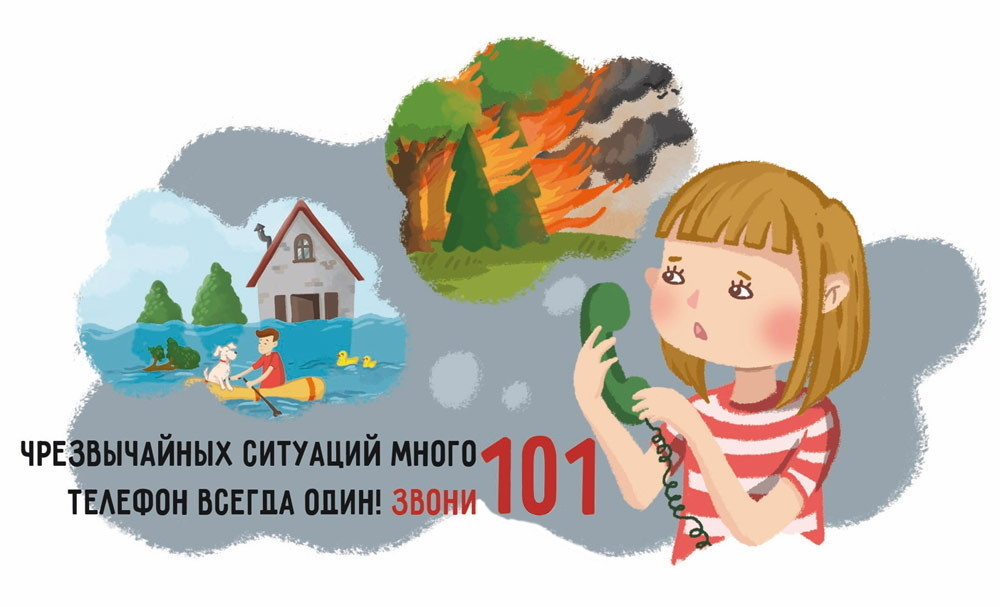 ЧРЕЗВЫЧАЙНЫХ СИТУАЦИЙ МНОГО
ТЕЛЕФОН ВСЕГДА ОДИН! ЗВОНИ 101